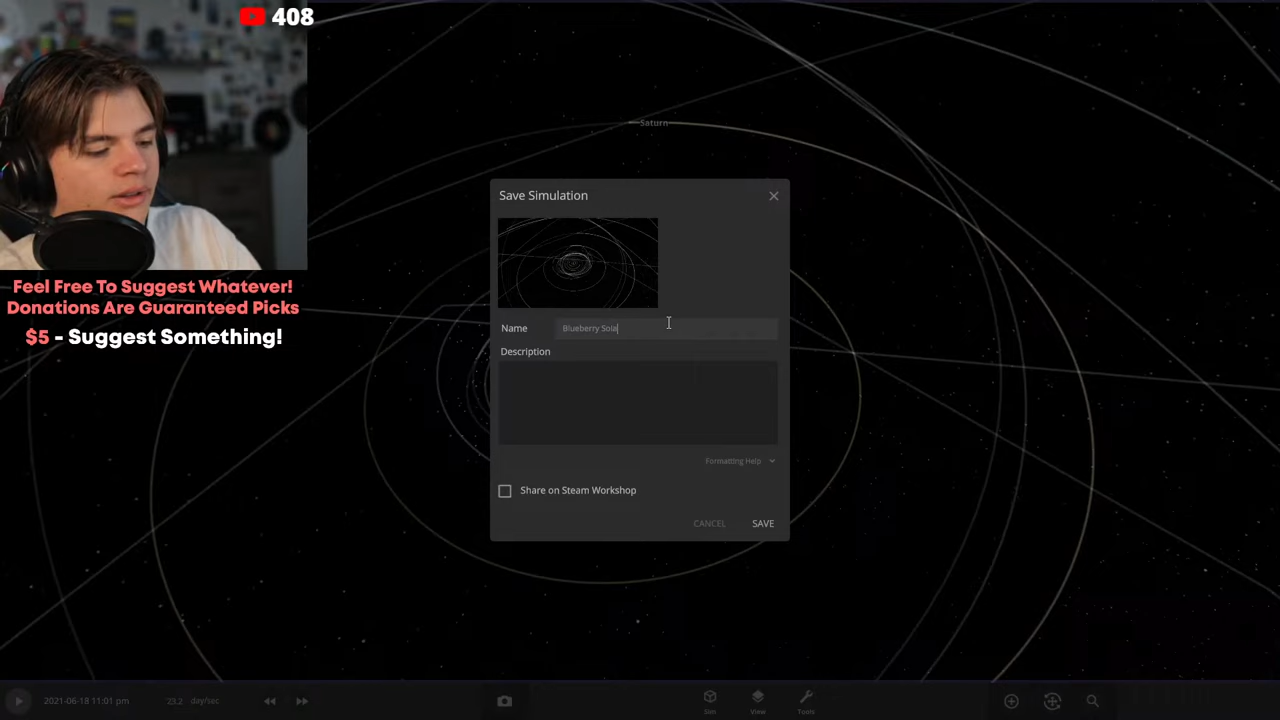 408
Feel Free To Suggest Whatever!
Donations Are Guaranteed Picks
$5 - Suggest Something!
Saturn
Save Simulation
Name
Blueberry Sola
Description
Formatting Help
Share on Steam Workshop
CANCEL
SAVE
2021-06-18 11:01 pm
23.2 day/sec
Sim
View
Tools